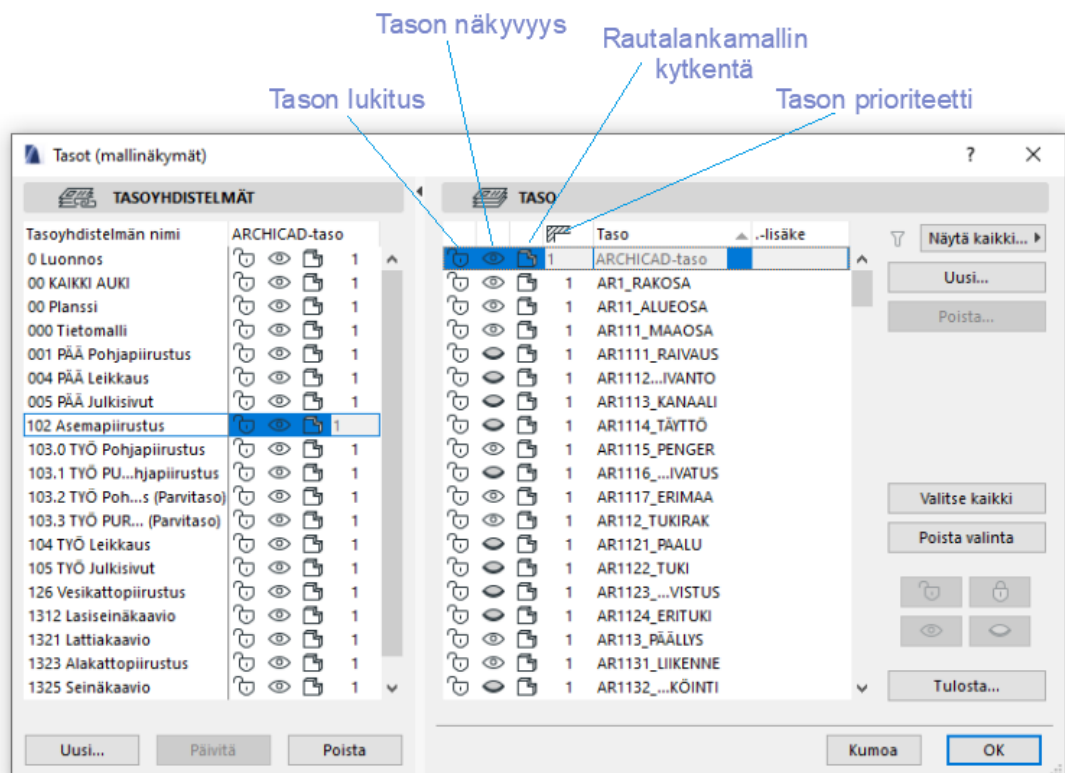 Tason näkyvyys
Rautalankamallin
kytkentä
Tason lukitus
Tason prioriteetti
Tasot (mallinäkymät)
?
TASOYHDISTELMÄT
TASO
Tasoyhdistelmän nimi ARCHICAD-taso
0 Luonnos 1
00 KAIKKI AUKI 1
00 Planssi 1
000 Tietomalli 1
001 PÄÄ Pohjapiirustus 1
004 PÄÄ Leikkaus 1
005 PÄÄ Julkisivut 1
102 Asemapiirustus 1
103.0 TYÖ Pohjapiirustus 1
103.1 TYÖ PU...hjapiirustus 1
103.2 TYÖ Poh...s (Parvitaso) 1
103.3 TYÖ PUR... (Parvitaso) 1
104 TYÖ Leikkaus 1
105 TYÖ Julkisivut 1
126 Vesikattopiirustus 1
1312 Lasiseinäkaavio 1
1321 Lattiakaavio 1
1323 Alakattopiirustus 1
1325 Seinäkaavio 1
Uusi... Päivitä Poista
Taso .-lisäke
1 ARCHICAD-taso
1 AR1_RAKOSA
1 AR11_ALUEOSA
1 AR111_MAAOSA
1 AR1111_RAIVAUS
1 AR1112...IVANTO
1 AR1113_KANAALI
1 AR1114_TÄYTTÖ
1 AR1115_PENGER
1 AR1116_...IVATUS
1 AR1117_ERIMAA
1 AR112_TUKIRAK
1 AR1121_PAALU
1 AR1122_TUKI
1 AR1123_...VISTUS
1 AR1124_ERITUKI
1 AR113_PÄÄLLYS
1 AR1131_LIIKENNE
1 AR1132_...KÖINTI
Näytä kaikki...
Uusi...
Poista...
Valitse kaikki
Poista valinta
Tulosta...
Kumoa OK